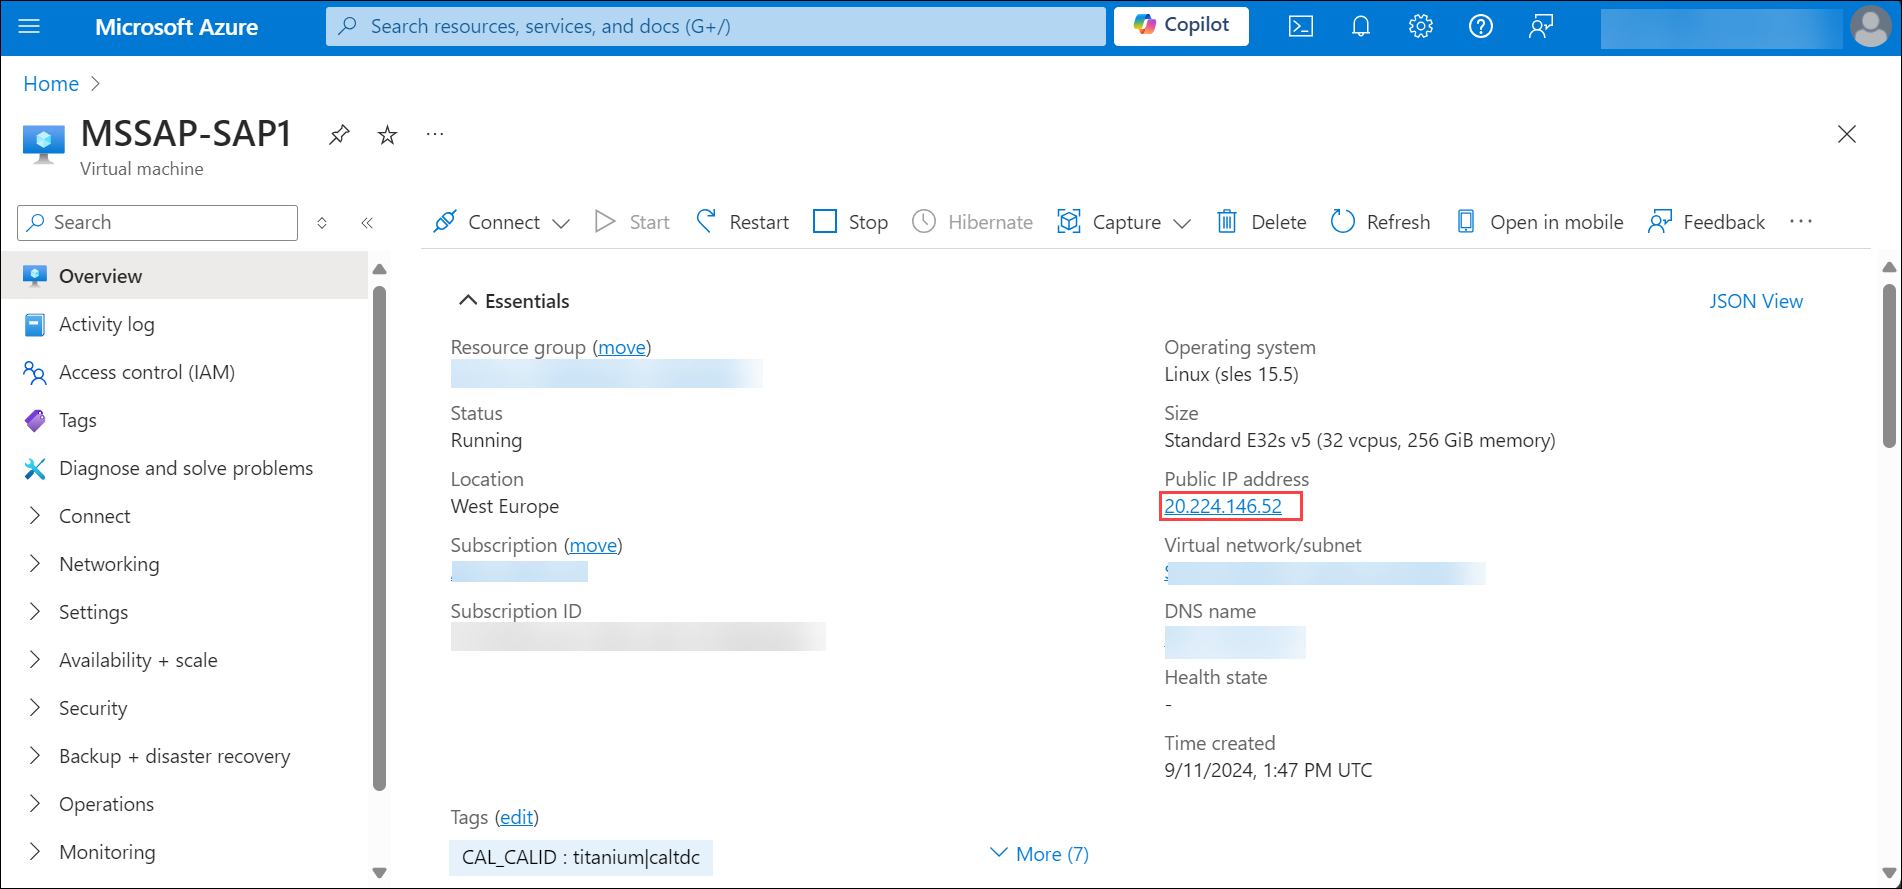 Microsoft Azure
Search resources, services, and docs (G+/)
Copilot
Home
MSSAP-SAP1
Virtual machine
Search
Connect
Start
Restart
Stop
Hibernate
Capture
Delete
Refresh
Open in mobile
Feedback
Overview
Activity log
Access control (IAM)
Tags
Diagnose and solve problems
Connect
Networking
Settings
Availability + scale
Security
Backup + disaster recovery
Operations
Monitoring
Essentials
JSON View
Resource group (move)
Status
Running
Location
West Europe
Subscription (move)
Subscription ID
Operating system
Linux (sles 15.5)
Size
Standard E32s v5 (32 vcpus, 256 GiB memory)
Public IP address
20.224.146.52
Virtual network/subnet
DNS name
Health state
-
Time created
9/11/2024, 1:47 PM UTC
Tags (edit)
CAL_CALID : titanium|caltdc
More (7)